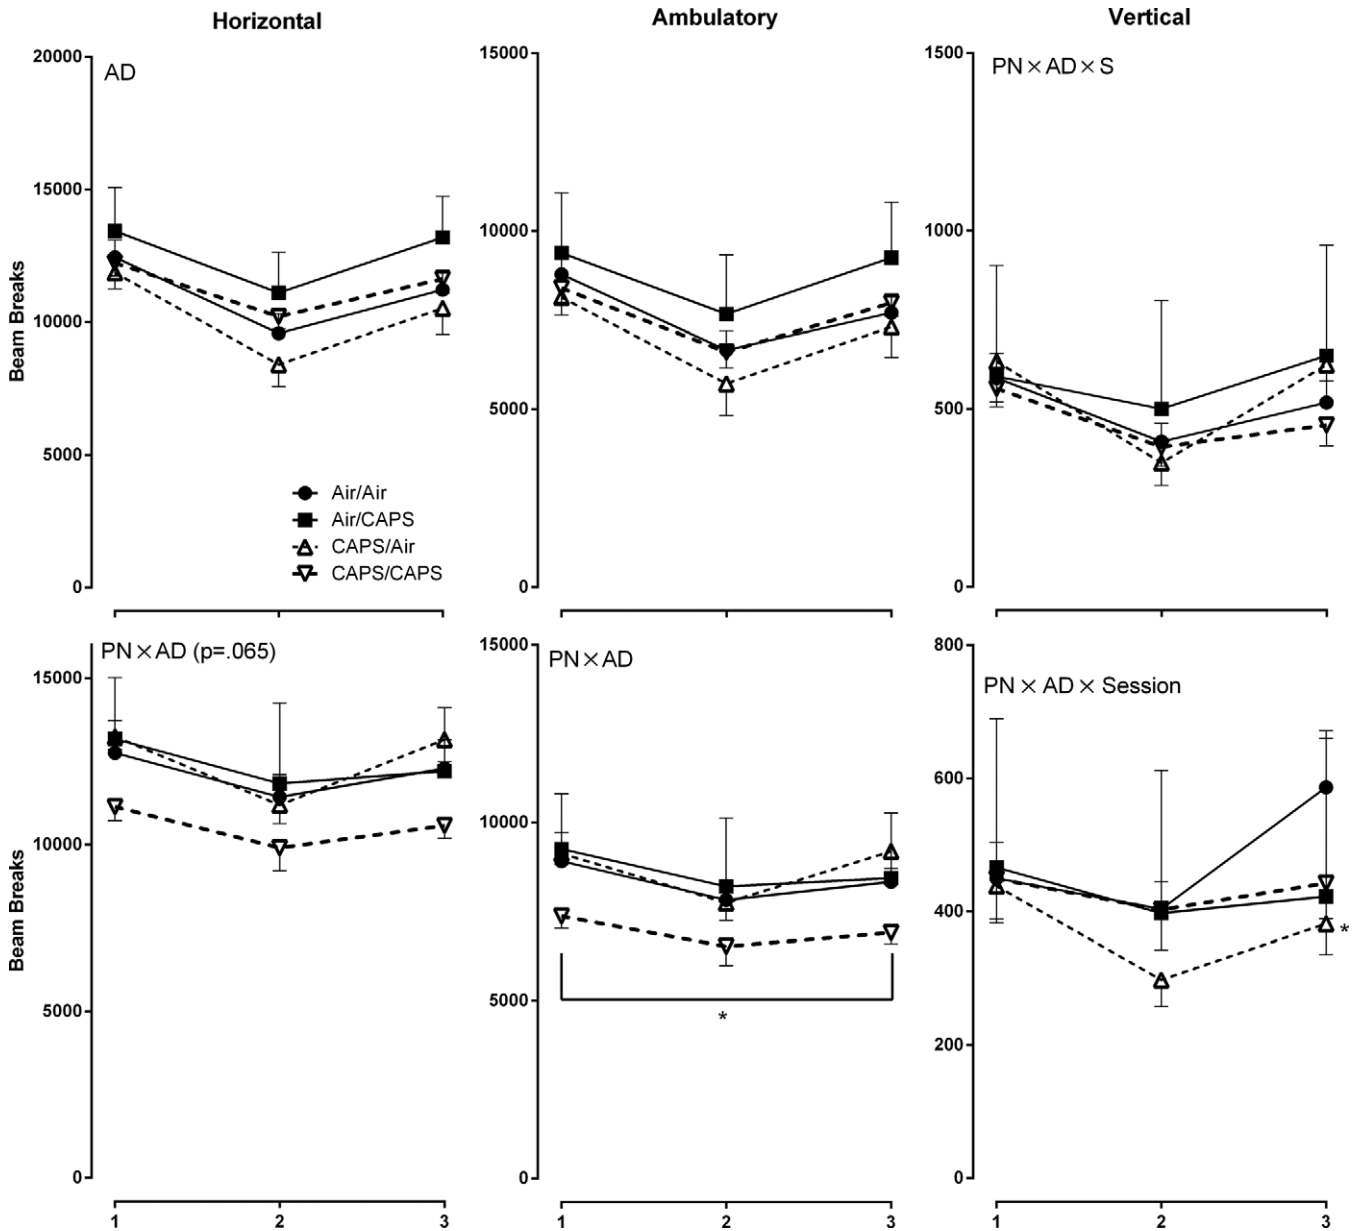 Horizontal
Ambulatory
Vertical
20000
15000
10000
5000
0
Beam Breaks
AD
Air/Air
Air/CAPS
CAPS/Air
CAPS/CAPS
15000
10000
5000
0
1500
1000
500
0
PN × AD × S
15000
10000
5000
0
Beam Breaks
PN × AD (p=.065)
1 2 3
15000
10000
5000
0
PN × AD
*
1 2 3
800
600
400
200
0
PN × AD × Session
*
1 2 3